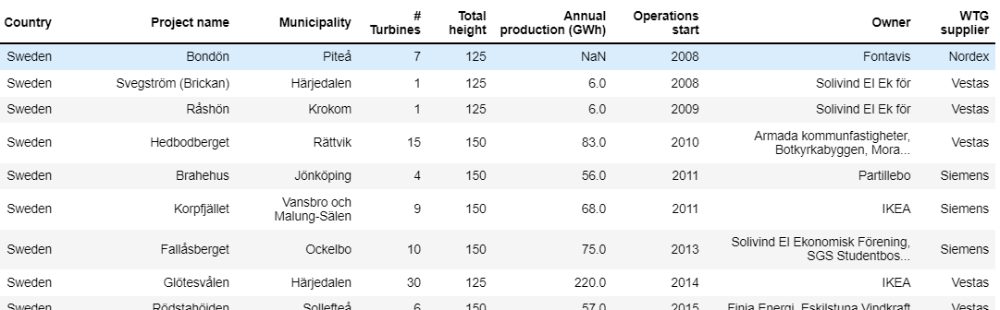 Country Project name Municipality # Turbines Total height Annual production (GWh) Operations start Owner WTG supplier
Sweden Bondön Piteå 7 125 NaN 2008 Fontavis Nordex
Sweden Svegström (Brickan) Härjedalen 1 125 6.0 2008 Solivind El Ek för Vestas
Sweden Råshön Krokom 1 125 6.0 2009 Solivind El Ek för Vestas
Sweden Hedbodberget Rättvik 15 150 83.0 2010 Armada kommunfastigheter, Botkyrkabyggen, Mora... Vestas
Sweden Brahehus Jönköping 4 150 56.0 2011 Partillebo Siemens
Sweden Korpfjället Vansbro och Malung-Sälen 9 150 68.0 2011 IKEA Siemens
Sweden Fallåsberget Ockelbo 10 150 75.0 2013 Solivind El Ekonomisk Förening, SGS Studentbos... Siemens
Sweden Glötesvålen Härjedalen 30 125 220.0 2014 IKEA Vestas
Sweden Rödstahöjden Sollefteå 6 150 57.0 2015 Finja Energi, Eskilstuna Vindkraft Vestas